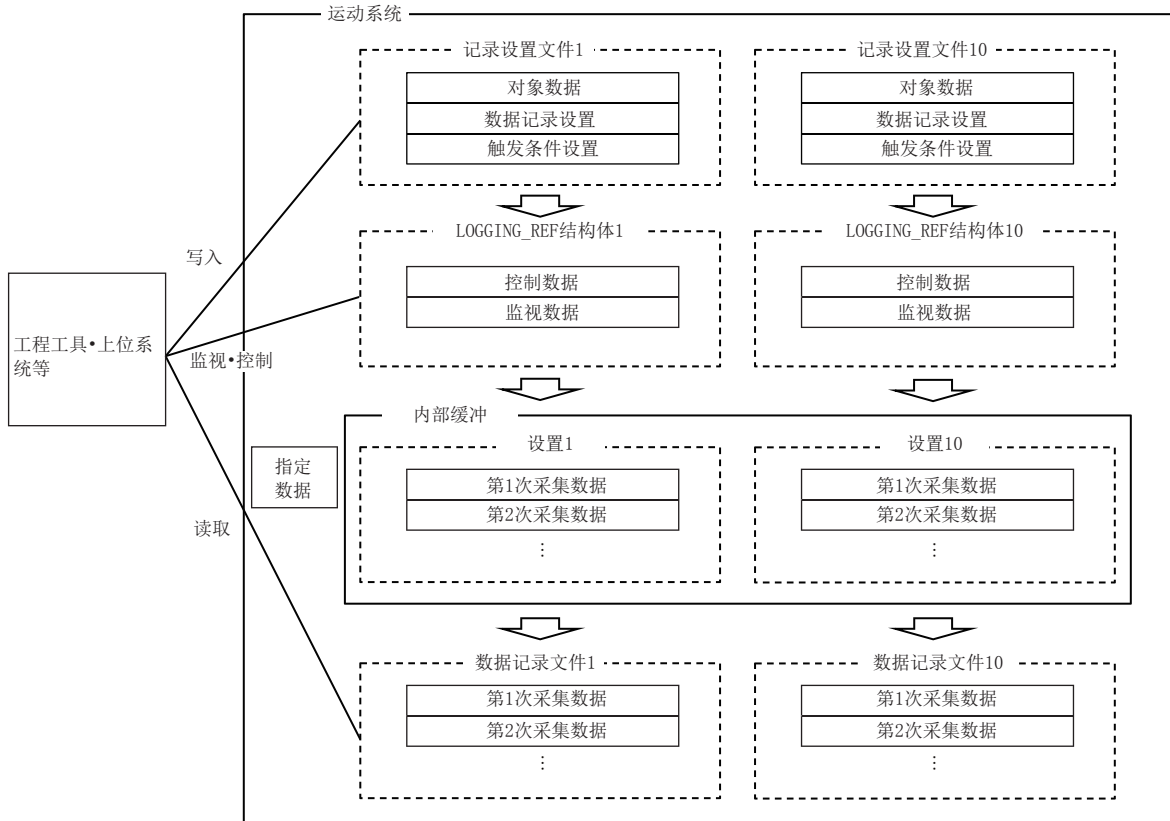 运动系统
记录设置文件1
记录设置文件10
对象数据
数据记录设置
触发条件设置
对象数据
数据记录设置
触发条件设置
写入
LOGGING_REF结构体1
LOGGING_REF结构体10
控制数据
监视数据
控制数据
监视数据
工程工具•上位系
统等
监视•控制
内部缓冲
指定
数据
设置1
设置10
第1次采集数据
第2次采集数据
⋮
第1次采集数据
第2次采集数据
⋮
读取
数据记录文件1
数据记录文件10
第1次采集数据
第2次采集数据
⋮
第1次采集数据
第2次采集数据
⋮